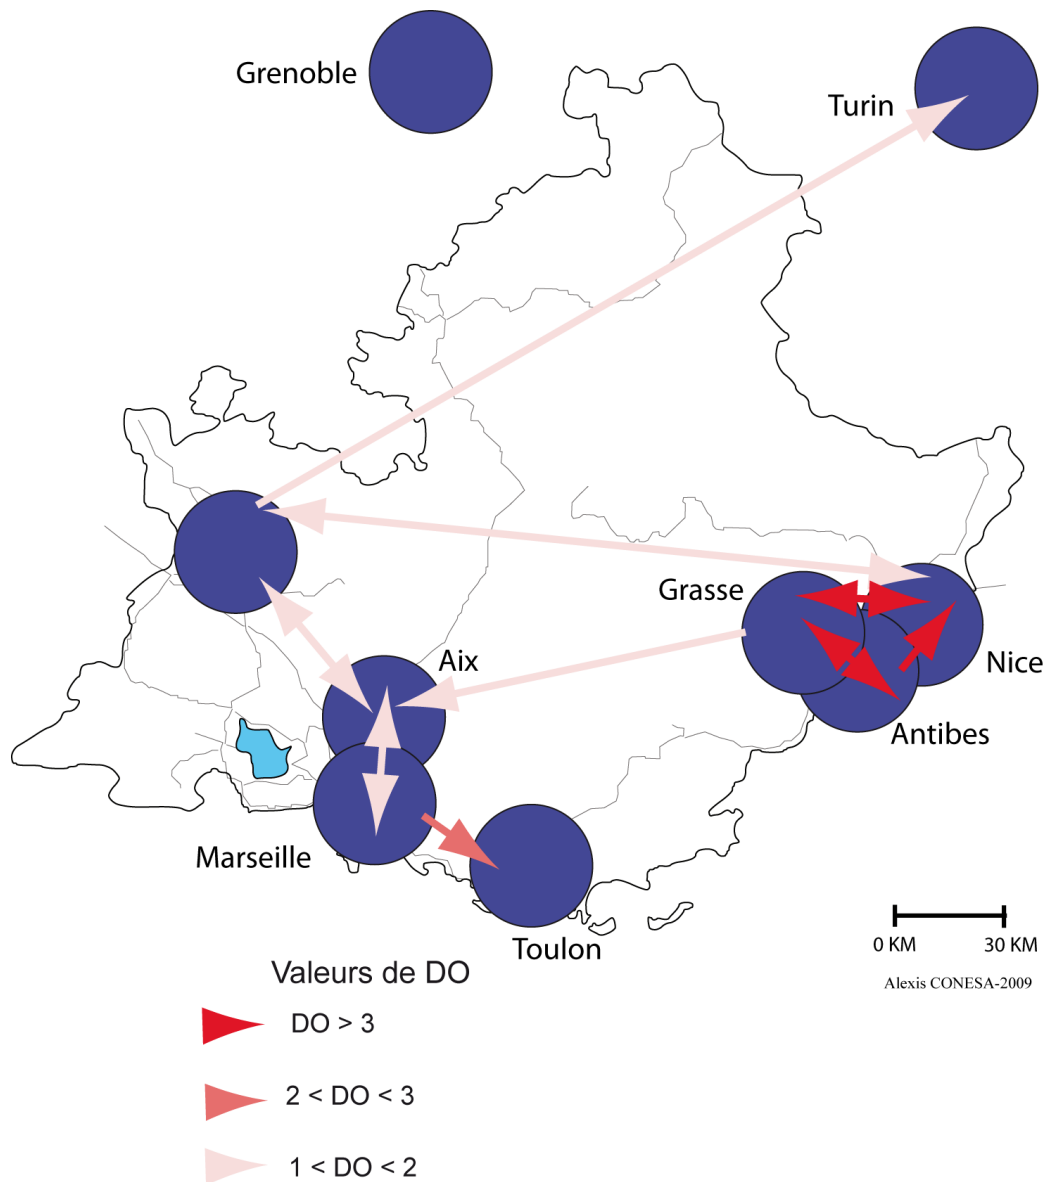 Grenoble
Turin
Grasse
Aix
Nice
Antibes
Marseille
Toulon
0 KM 30 KM
Alexis CONESA-2009
Valeurs de DO
DO > 3
2 < DO < 3
1 < DO < 2